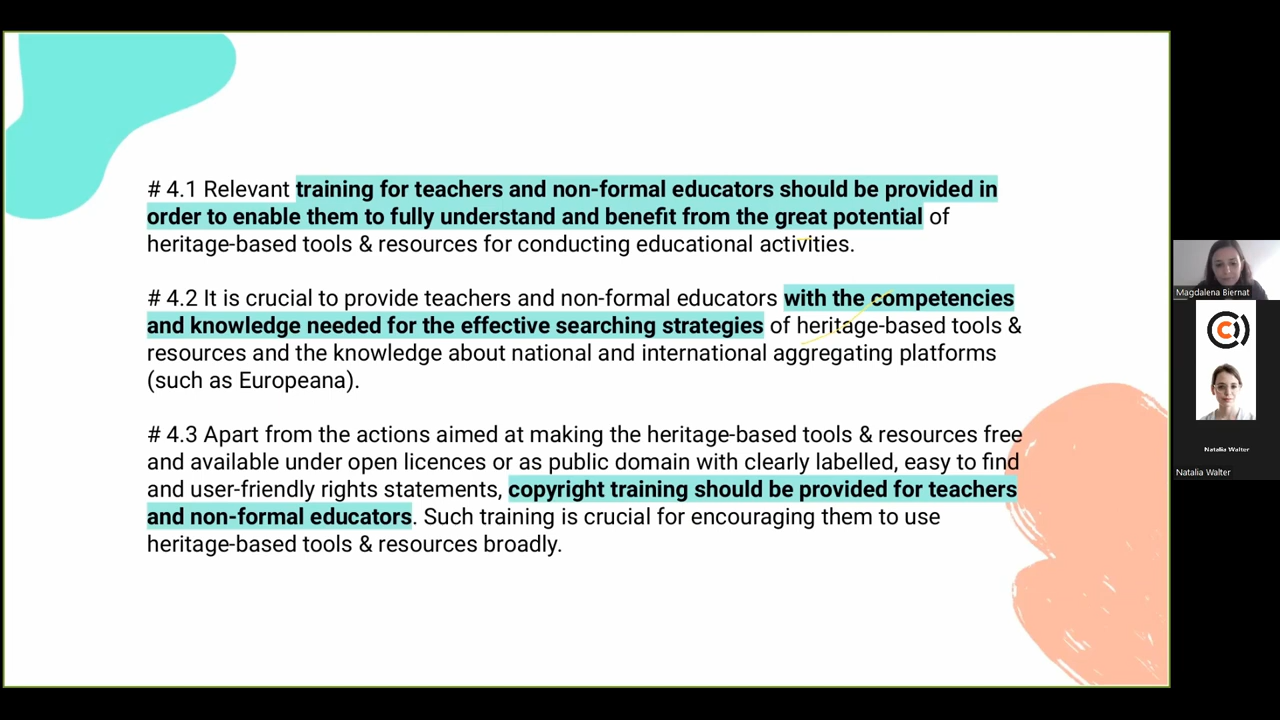 # 4.1 Relevant training for teachers and non-formal educators should be provided in
order to enable them to fully understand and benefit from the great potential of
heritage-based tools & resources for conducting educational activities.
# 4.2 It is crucial to provide teachers and non-formal educators with the competencies
and knowledge needed for the effective searching strategies of heritage-based tools &
resources and the knowledge about national and international aggregating platforms
(such as Europeana).
# 4.3 Apart from the actions aimed at making the heritage-based tools & resources free
and available under open licences or as public domain with clearly labelled, easy to find
and user-friendly rights statements, copyright training should be provided for teachers
and non-formal educators. Such training is crucial for encouraging them to use
heritage-based tools & resources broadly.
Magdalena Biernat
Natalia Walter
Natalia Walter